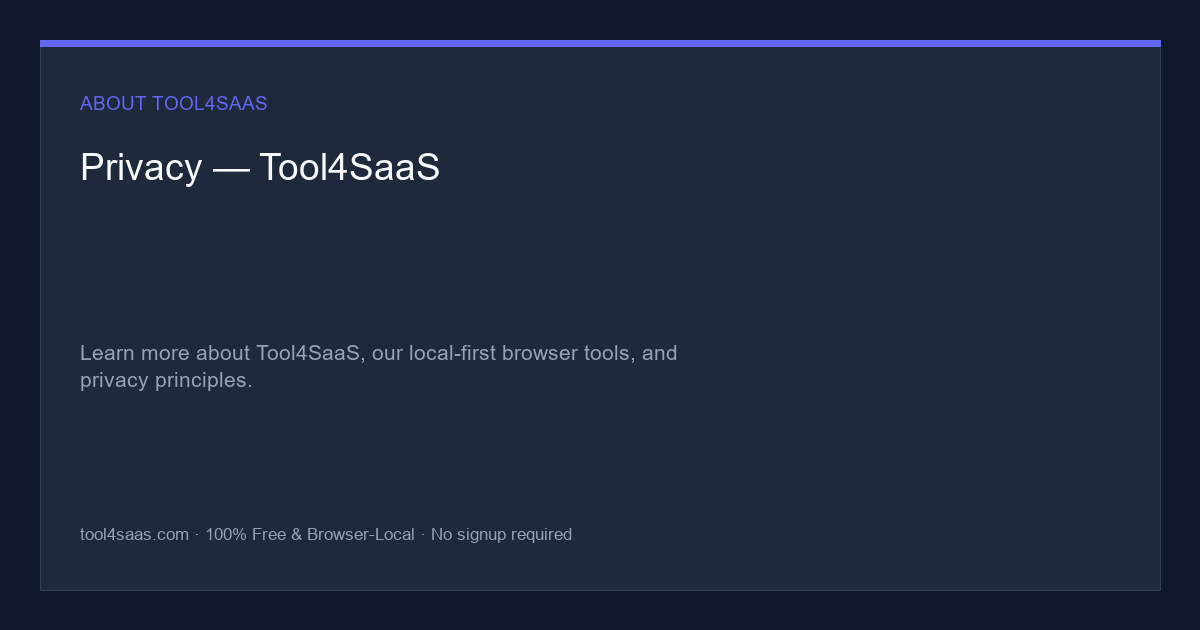 ABOUT TOOL4SAAS
Privacy — Tool4SaaS
Learn more about Tool4SaaS, our local-first browser tools, and
privacy principles.
tool4saas.com · 100% Free & Browser-Local · No signup required